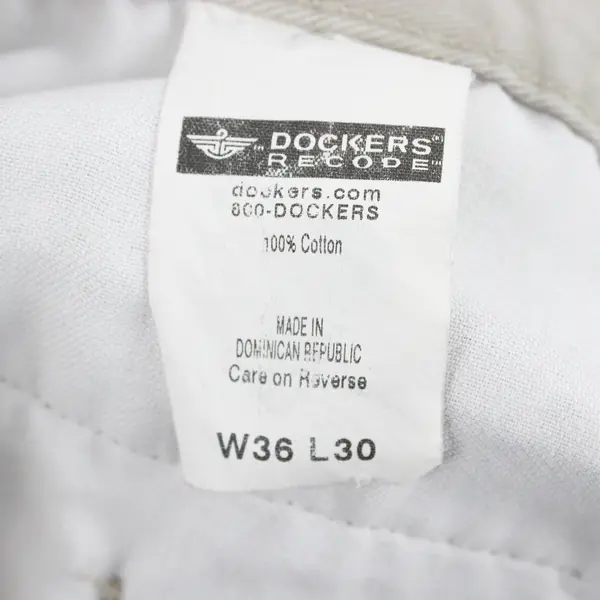 DOCKERS®
RECODE™
dockers.com
800-DOCKERS
100% Cotton
MADE IN
DOMINICAN REPUBLIC
Care on Reverse
W36 L30